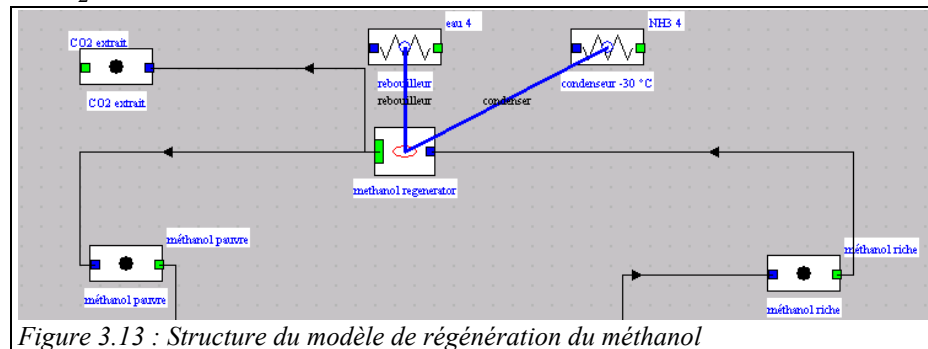 2
eau 4
NH3 4
CO2 extrait
rebouilleur
condenseur -30 °C
CO2 extrait
rebouilleur
condenser
methanol regenerator
méthanol pauvre
méthanol riche
méthanol pauvre
méthanol riche
Figure 3.13 : Structure du modèle de régénération du méthanol